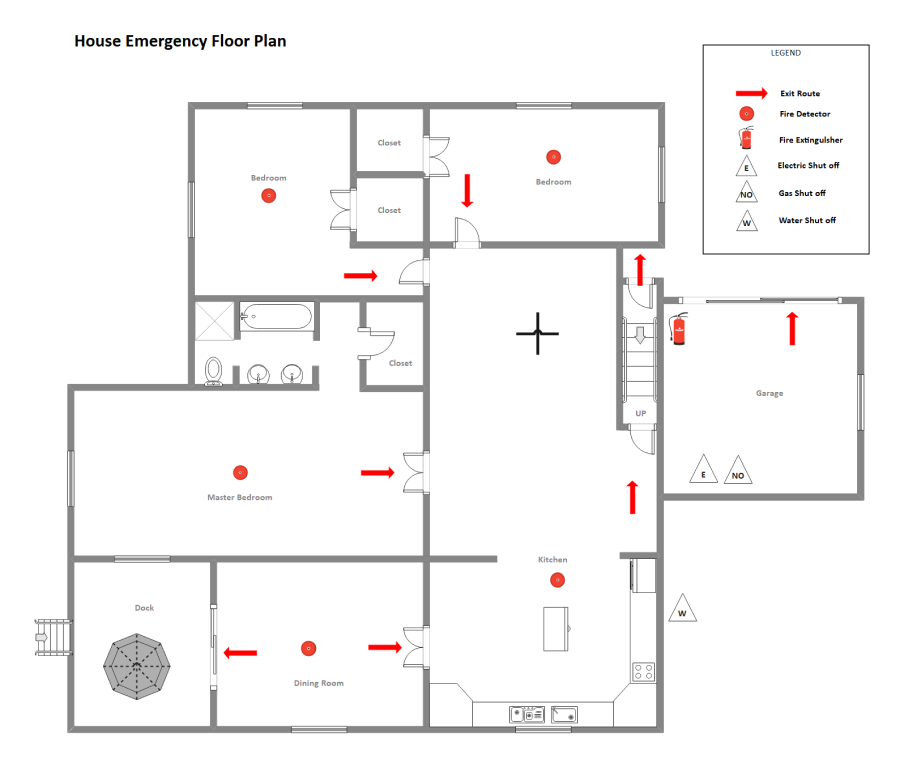 House Emergency Floor Plan
LEGEND
Exit Route
Fire Detector
Fire Extingulsher
E
Electric Shut off
NO
Gas Shut off
W
Water Shut off
Closet
Bedroom
Closet
Bedroom
Closet
UP
Garage
E
NO
Master Bedroom
Kitchen
Dock
W
Dining Room